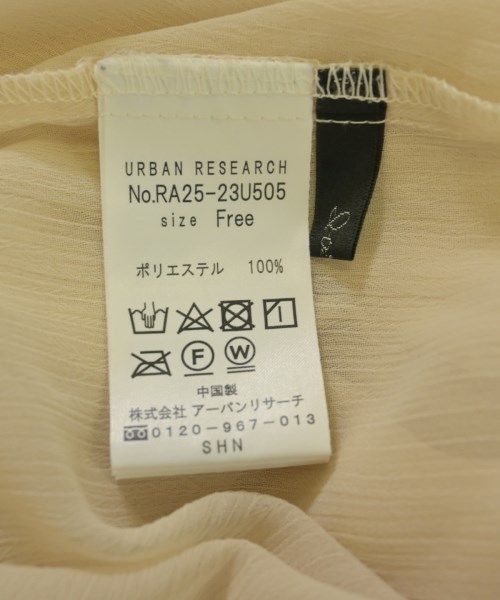 URBAN RESEARCH
No.RA25-23U505
size Free
ポリエステル 100%
F W
中国製
株式会社 アーバンリサーチ
0120-967-013
SHN